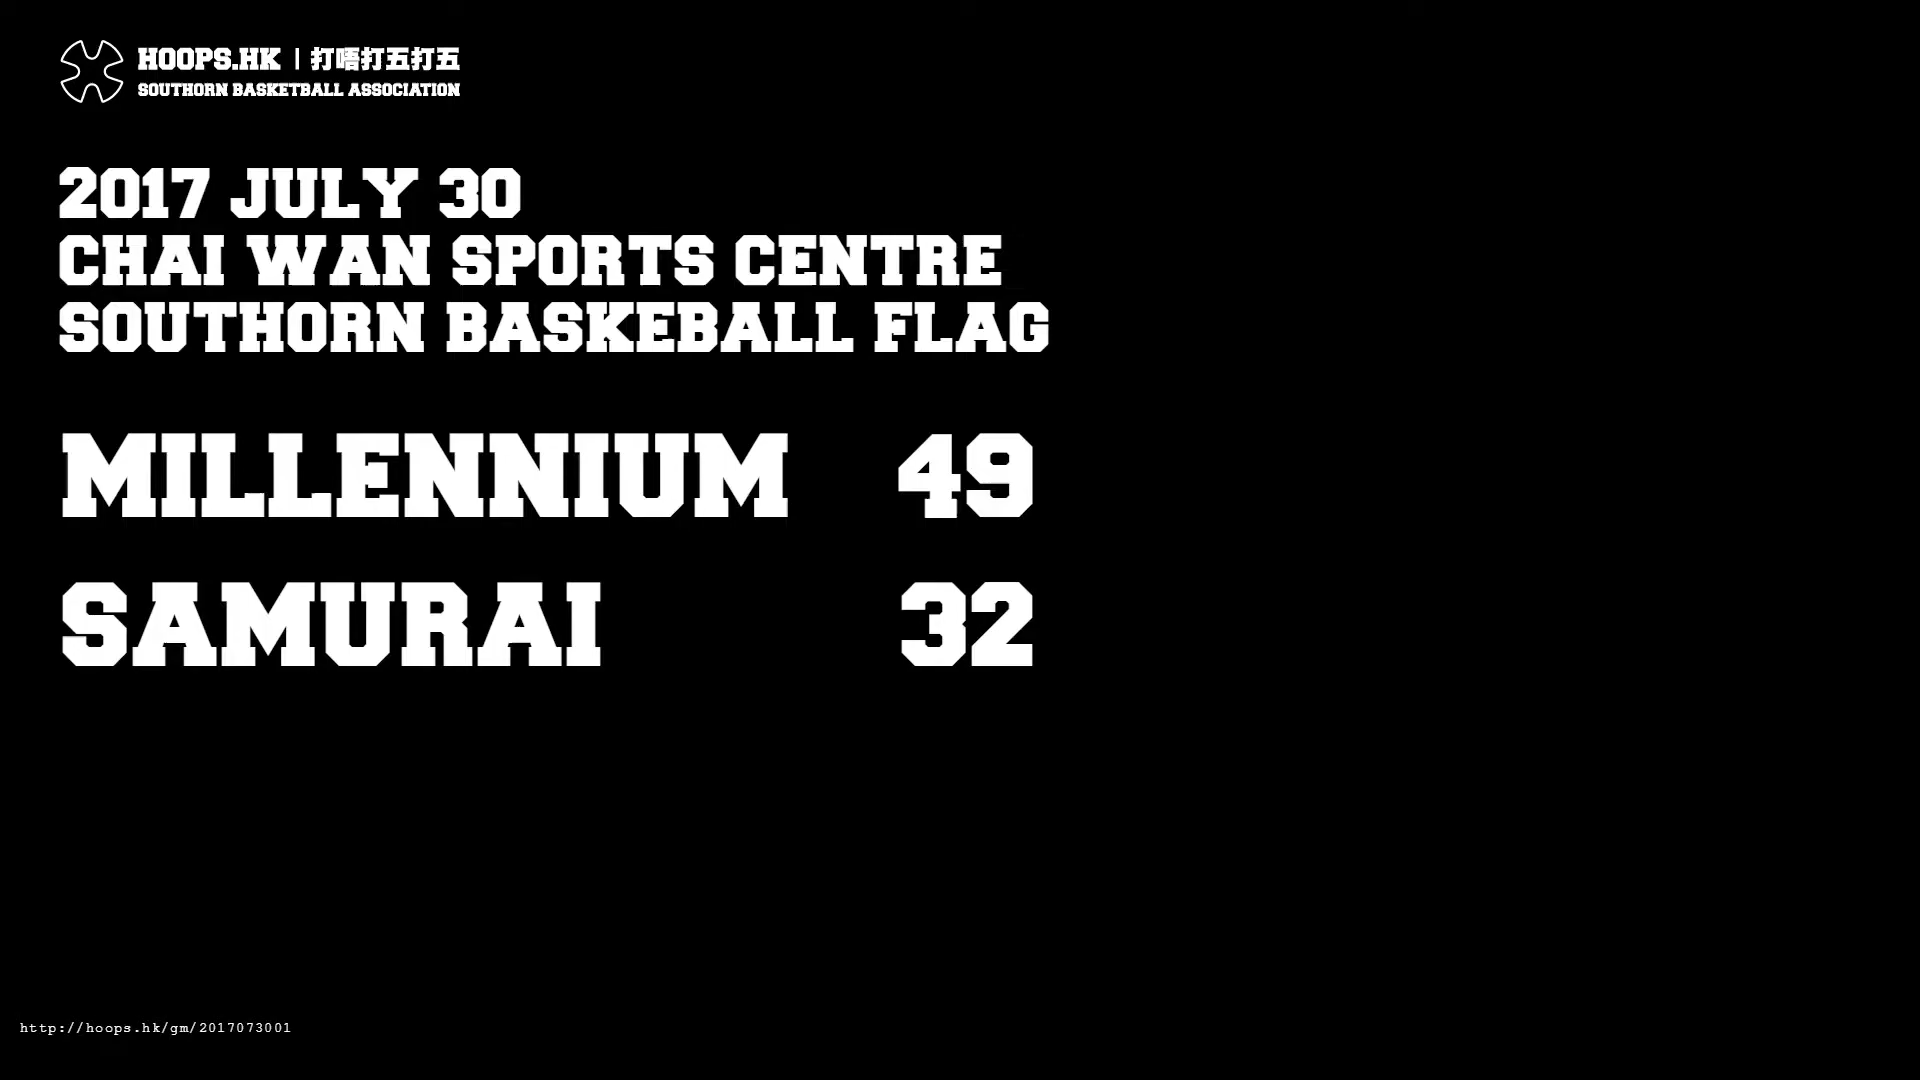 HOOPS.HK | 打唔打五打五
SOUTHORN BASKETBALL ASSOCIATION
2017 JULY 30
CHAI WAN SPORTS CENTRE
SOUTHORN BASKEBALL FLAG
MILLENNIUM 49
SAMURAI 32
http://hoops.hk/gm/2017073001